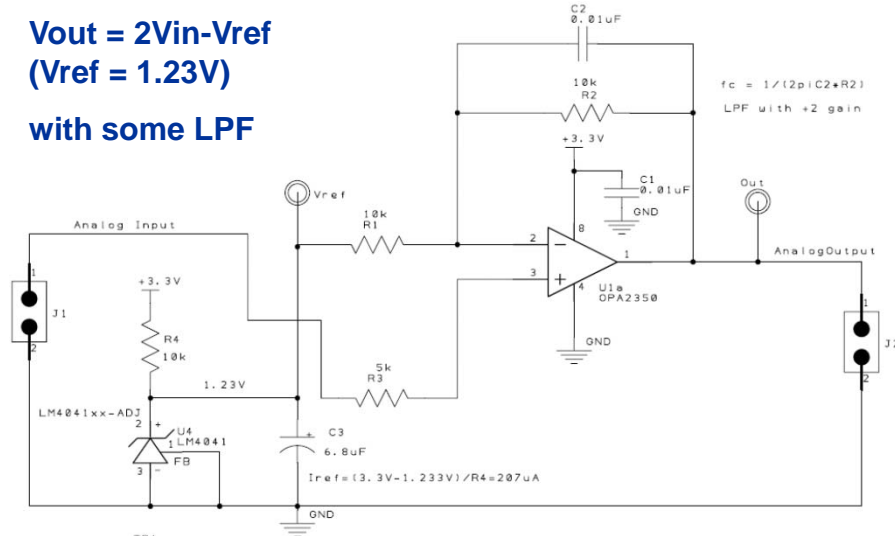 Vout = 2Vin-Vref
(Vref = 1.23V)
with some LPF
C2
0.01uF
10k
R2
fc = 1/(2piC2*R2)
LPF with +2 gain
+3.3V
C1
0.01uF
GND
Vref
Out
Analog Input
10k
R1
2
3
8
1
4
U1a
OPA2350
AnalogOutput
GND
1
2
J1
+3.3V
R4
10k
1.23V
5k
R3
1
2
LM4041xx-ADJ
2 +
U4
1 LM4041
FB
3 -
+ C3
6.8uF
Iref=(3.3V-1.233V)/R4=207uA
GND